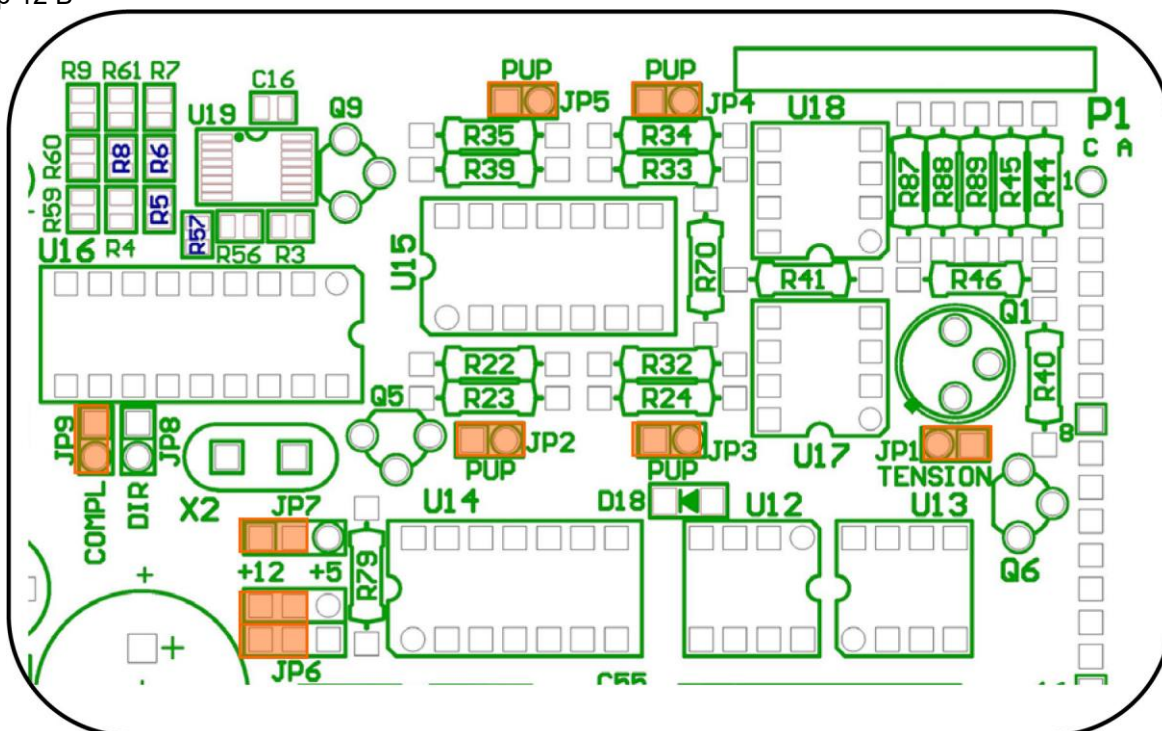 PUP PUP
R9 R61 R7 C16 JP5 JP4 U18
U19 Q9 R35 R34 P1
R60 R8 R6 R39 R33 R87 R88 R89 R45 R44 C A
R59 R5 1
U16 R4 R57 R56 R3 U15 R70
R41 R46
Q1
R22 R32 R40
Q5 R23 R24
JP9 JP8 JP2 JP3 U17 JP1 8
PUP PUP TENSION
COMPL DIR X2 JP7 U14 D18 U12 U13
+12 +5 R79 Q6
+
+
JP6
C55